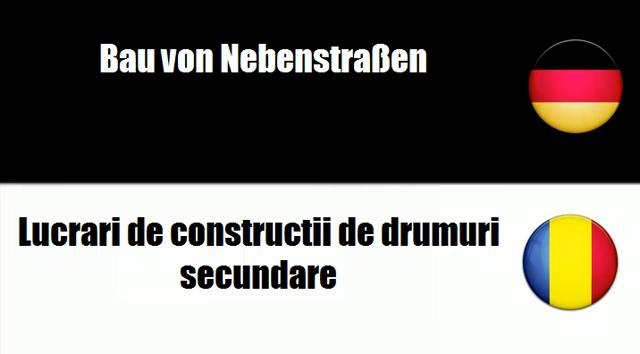 Bau von Nebenstraßen
Lucrari de constructii de drumuri
secundare